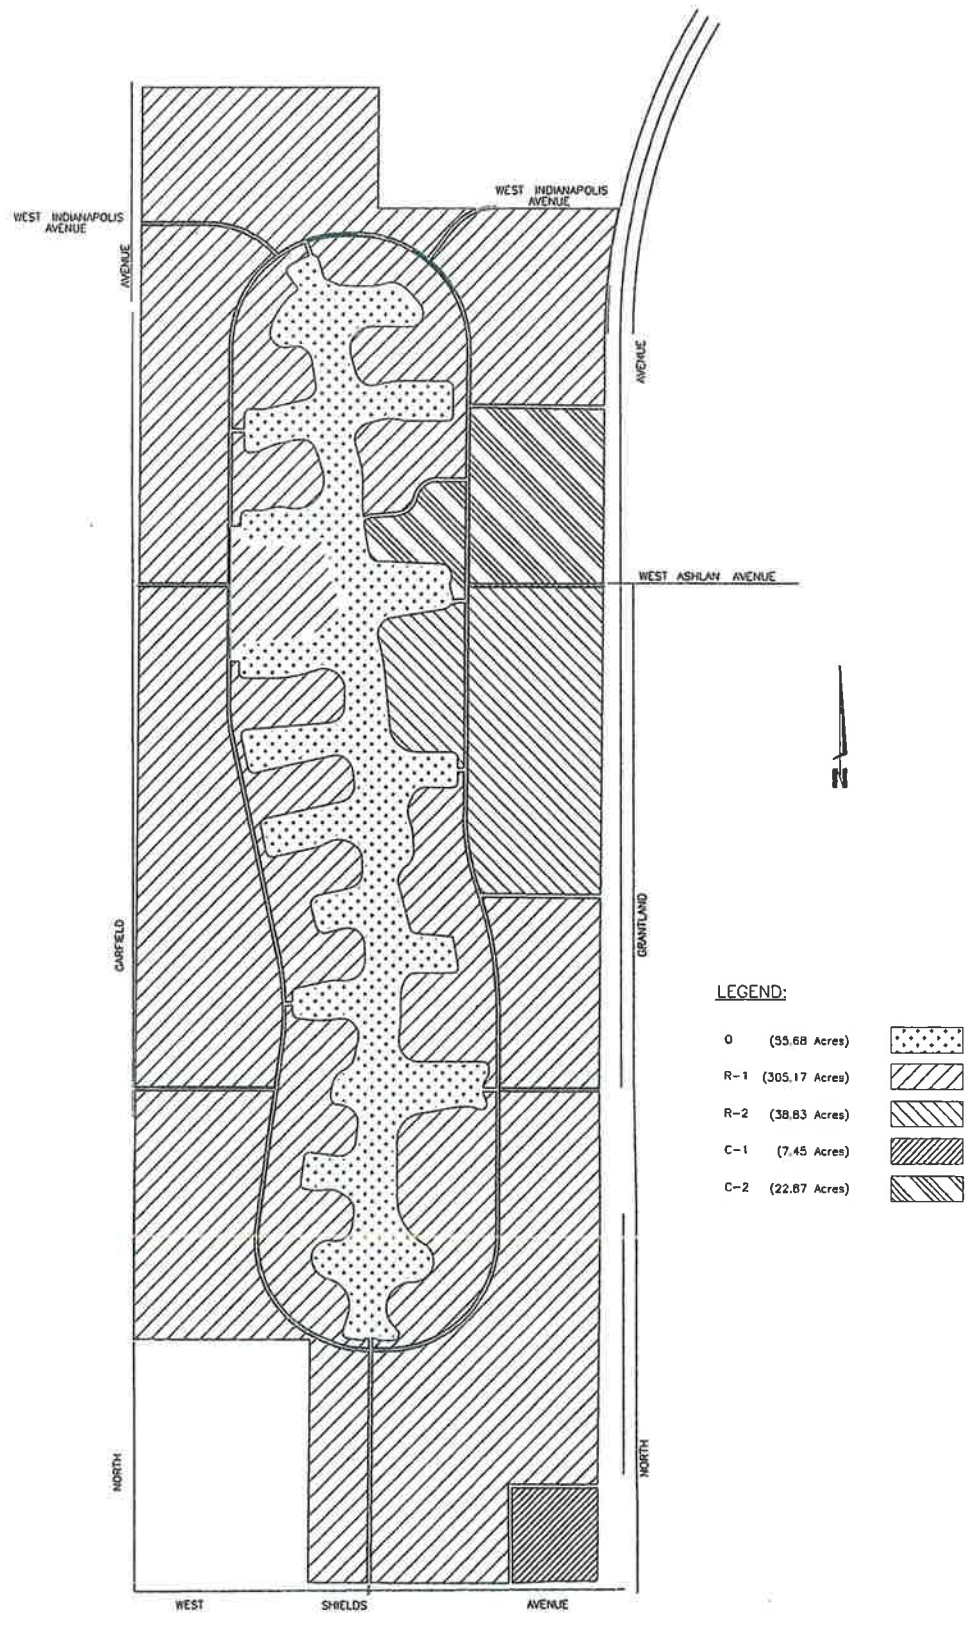 WEST INDIANAPOLIS
AVENUE
WEST INDIANAPOLIS
AVENUE
AVENUE
AVENUE
WEST ASHLAN AVENUE
N
GARFIELD
GRANTLAND
LEGEND:
O (55.68 Acres)
R-1 (305.17 Acres)
R-2 (38.83 Acres)
C-1 (7.45 Acres)
C-2 (22.87 Acres)
NORTH
NORTH
WEST SHIELDS AVENUE